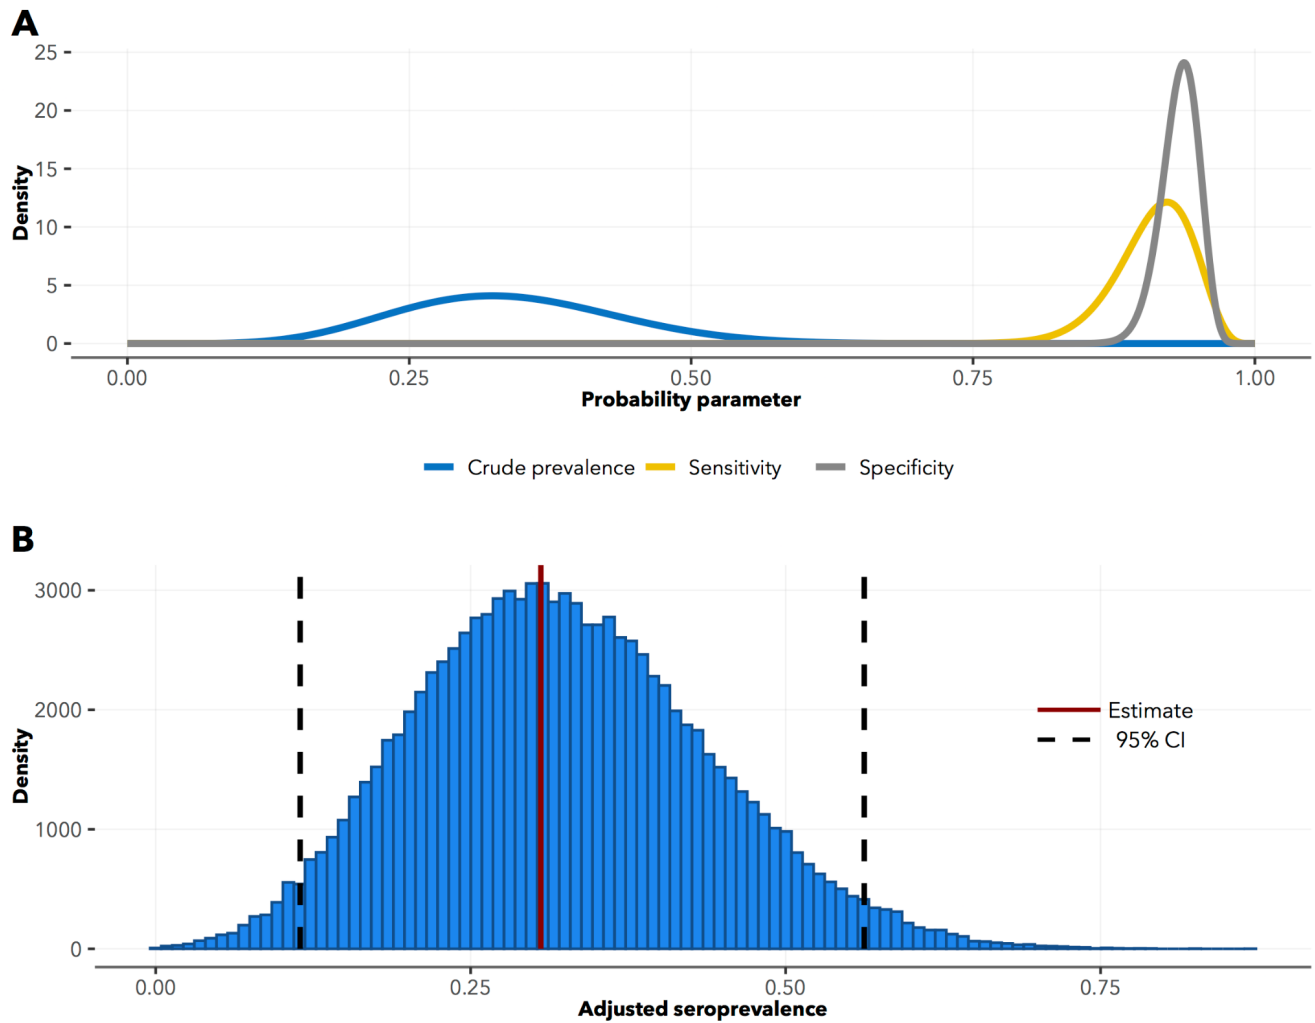 A
25
20
15
10
5
0
Density
0.00 0.25 0.50 0.75 1.00
Probability parameter
Crude prevalence Sensitivity Specificity
B
3000
2000
1000
0
Density
Estimate
95% CI
0.00 0.25 0.50 0.75
Adjusted seroprevalence